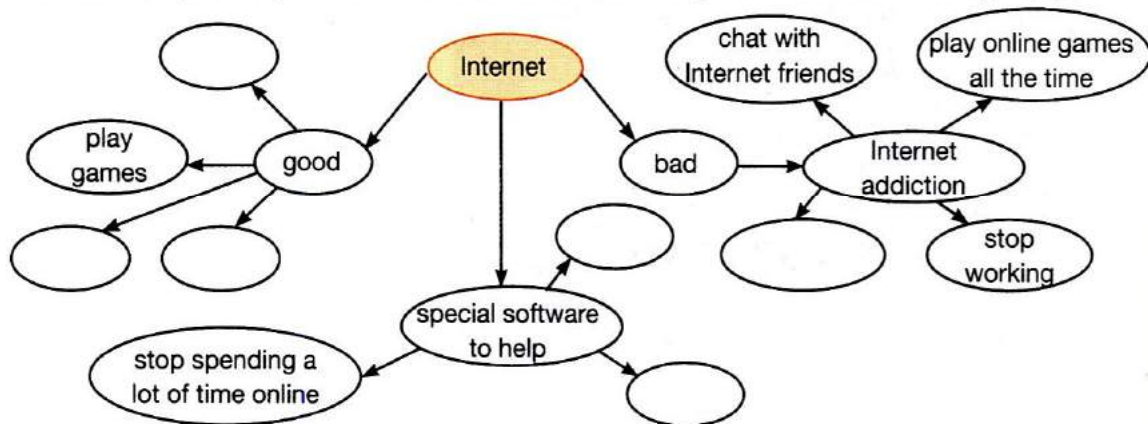 Internet
chat with
Internet friends
play online games
all the time
play
games
good
bad
Internet
addiction
stop
working
special software
to help
stop spending a
lot of time online